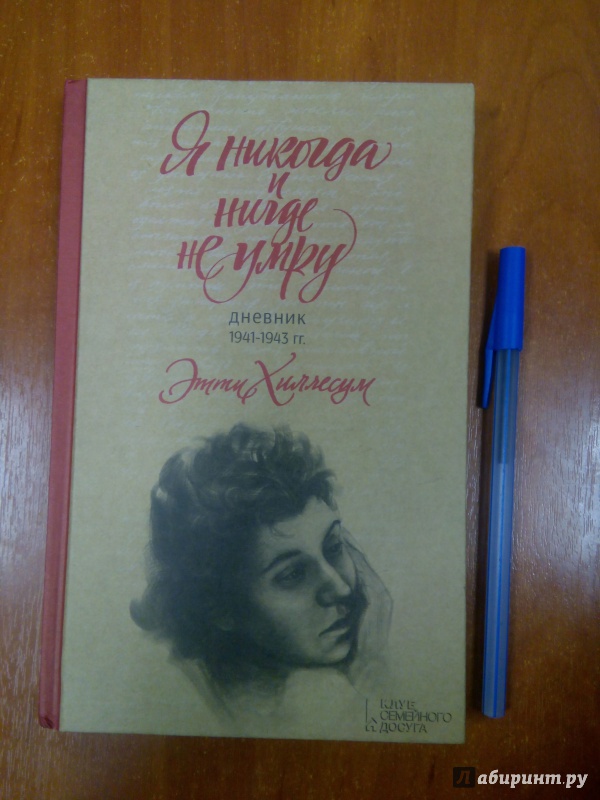 Я никогда
и
нигде
не умру
дневник
1941-1943 гг.
Этти Хиллесум
КЛУБ
СЕМЕЙНОГО
ДОСУГА
Лабиринт.ру